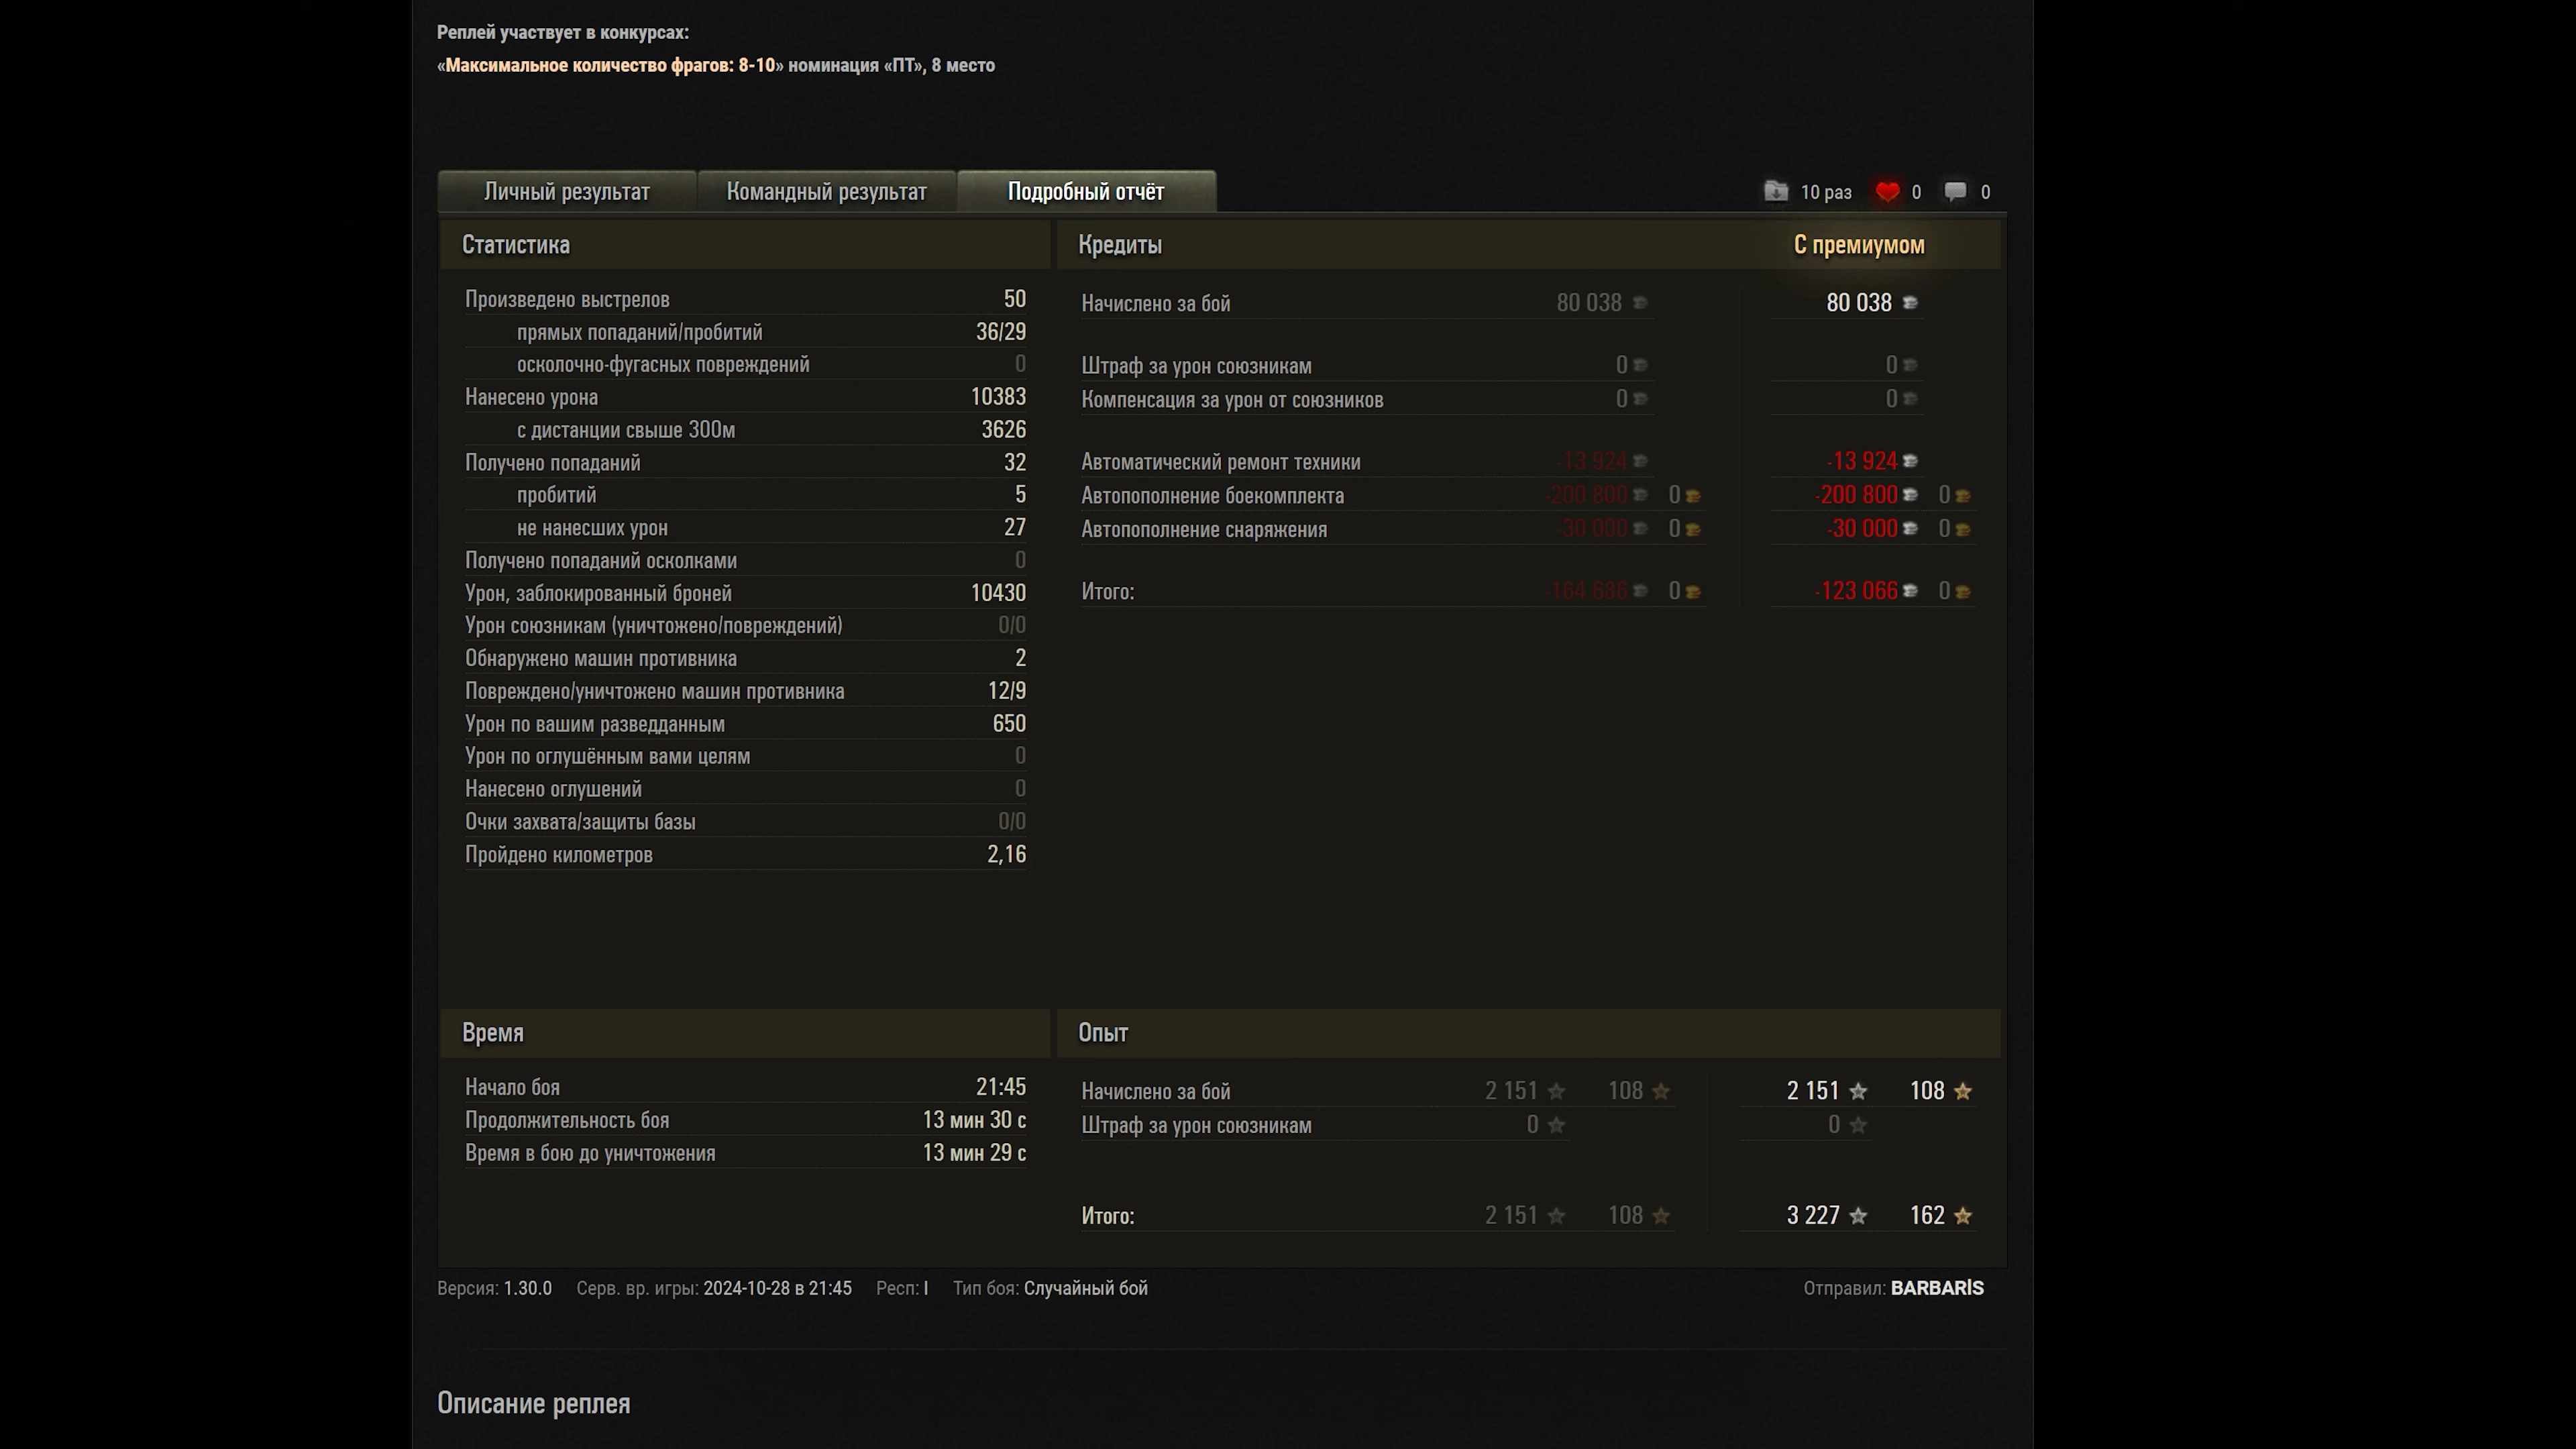 Реплей участвует в конкурсах:
«Максимальное количество фрагов: 8-10» номинация «ПТ», 8 место
Личный результат Командный результат Подробный отчёт 10 раз 0 0
Статистика
Произведено выстрелов 50
прямых попаданий/пробитий 36/29
осколочно-фугасных повреждений 0
Нанесено урона 10383
с дистанции свыше 300м 3626
Получено попаданий 32
пробитий 5
не нанесших урон 27
Получено попаданий осколками 0
Урон, заблокированный броней 10430
Урон союзникам (уничтожено/повреждений) 0/0
Обнаружено машин противника 2
Повреждено/уничтожено машин противника 12/9
Урон по вашим разведданным 650
Урон по оглушённым вами целям 0
Нанесено оглушений 0
Очки захвата/защиты базы 0/0
Пройдено километров 2,16
Кредиты С премиумом
Начислено за бой 80 038 80 038
Штраф за урон союзникам 0 0
Компенсация за урон от союзников 0 0
Автоматический ремонт техники -13 924 -13 924
Автопополнение боекомплекта -200 800 0 -200 800 0
Автопополнение снаряжения -30 000 0 -30 000 0
Итого: -164 686 0 -123 066 0
Время
Начало боя 21:45
Продолжительность боя 13 мин 30 с
Время в бою до уничтожения 13 мин 29 с
Опыт
Начислено за бой 2 151 108 2 151 108
Штраф за урон союзникам 0 0
Итого: 2 151 108 3 227 162
Версия: 1.30.0 Серв. вр. игры: 2024-10-28 в 21:45 Респ: I Тип боя: Случайный бой Отправил: BARBARlS
Описание реплея